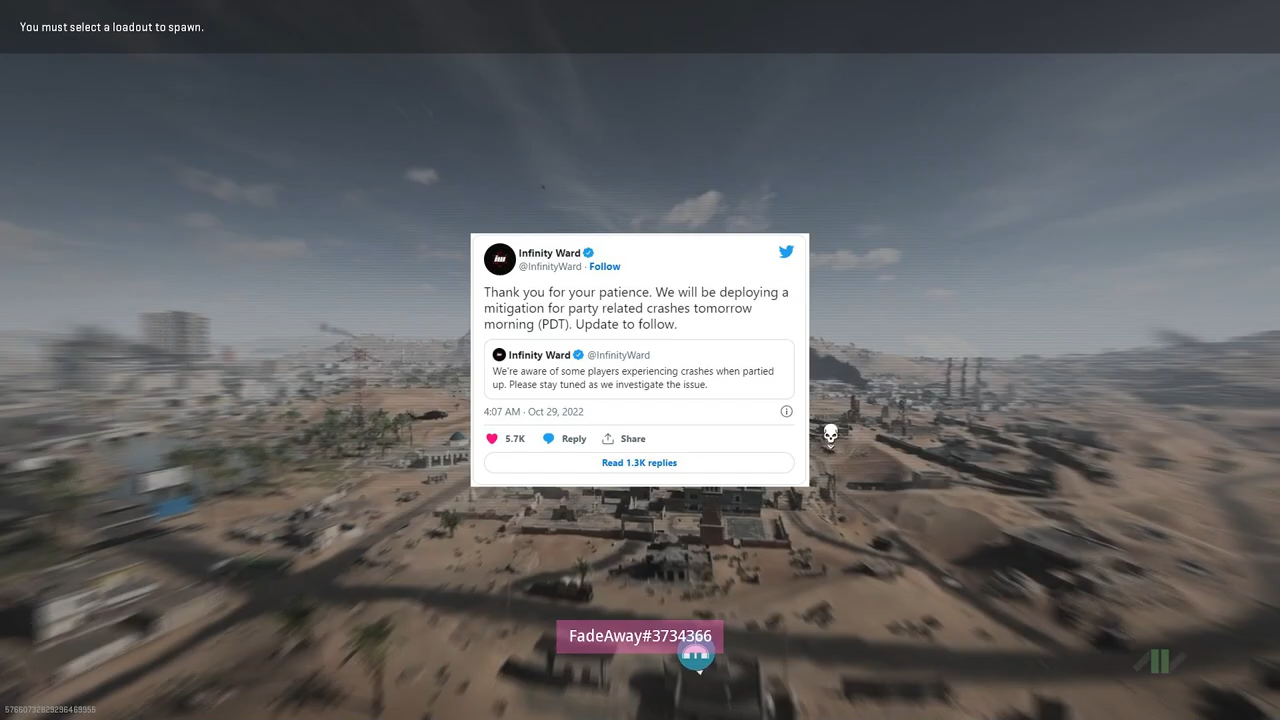 You must select a loadout to spawn.
Infinity Ward
@InfinityWard · Follow
Thank you for your patience. We will be deploying a
mitigation for party related crashes tomorrow
morning (PDT). Update to follow.
Infinity Ward @InfinityWard
We're aware of some players experiencing crashes when partied
up. Please stay tuned as we investigate the issue.
4:07 AM · Oct 29, 2022
5.7K Reply Share
Read 1.3K replies
FadeAway#3734366